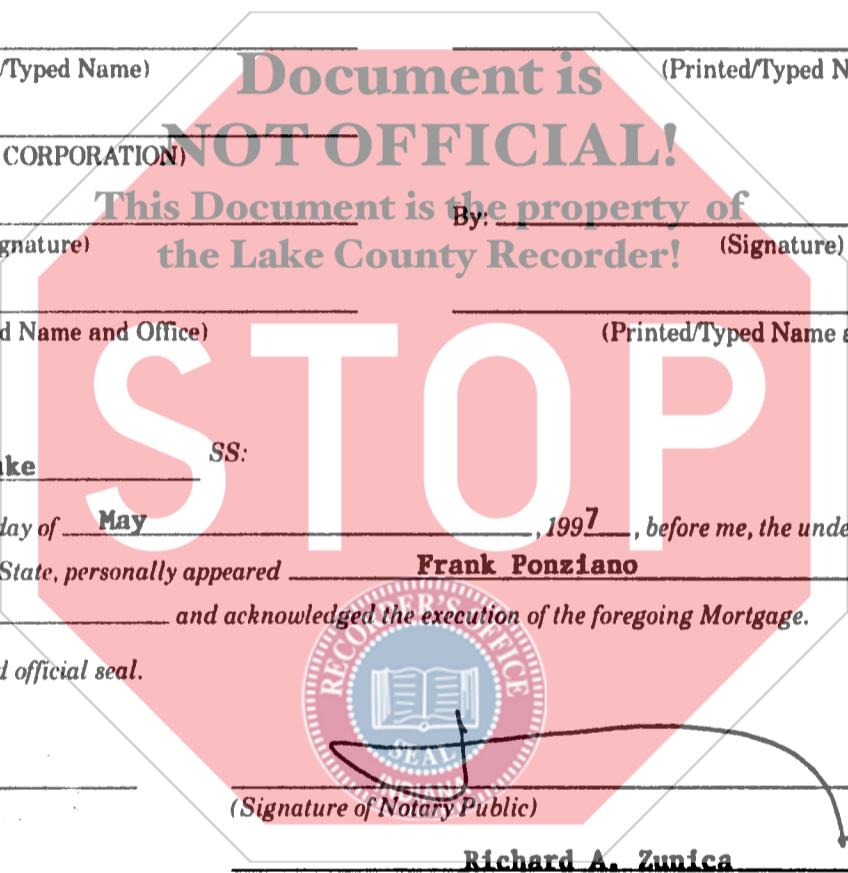 /Typed Name) (Printed/Typed N
Document is
NOT OFFICIAL!
CORPORATION)
This Document is the property of
By:
the Lake County Recorder!
gnature) (Signature)
d Name and Office) (Printed/Typed Name a
STOP
ke SS:
day of May , 1997 , before me, the unde
State, personally appeared Frank Ponziano
and acknowledged the execution of the foregoing Mortgage.
RECORDER'S OFFICE
d official seal.
SEAL
INDIANA
(Signature of Notary Public)
Richard A. Zunica